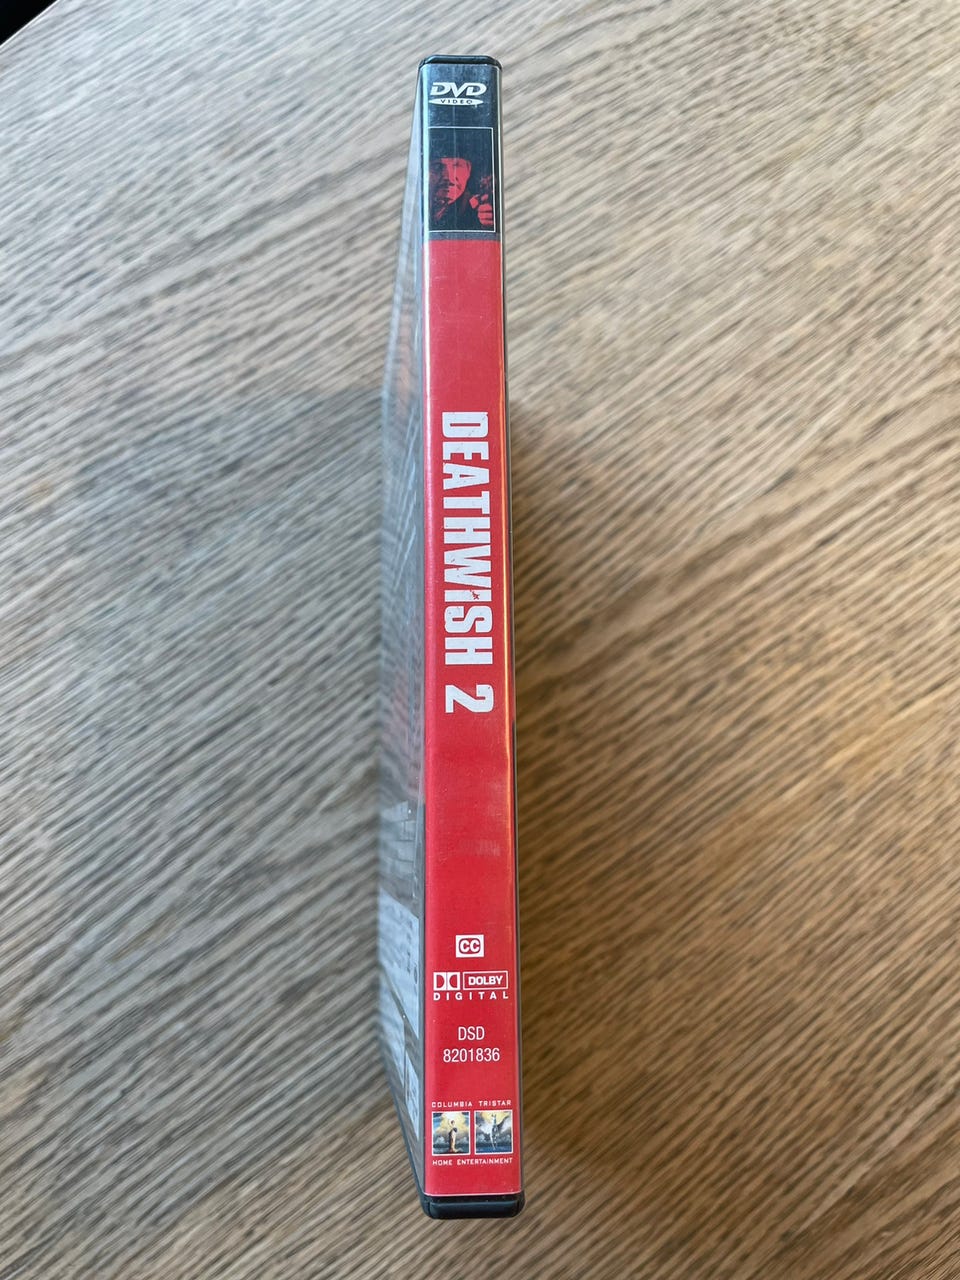 DVD
VIDEO
DEATHWISH 2
CC
DOLBY
DIGITAL
DSD
8201836
COLUMBIA TRISTAR
HOME ENTERTAINMENT